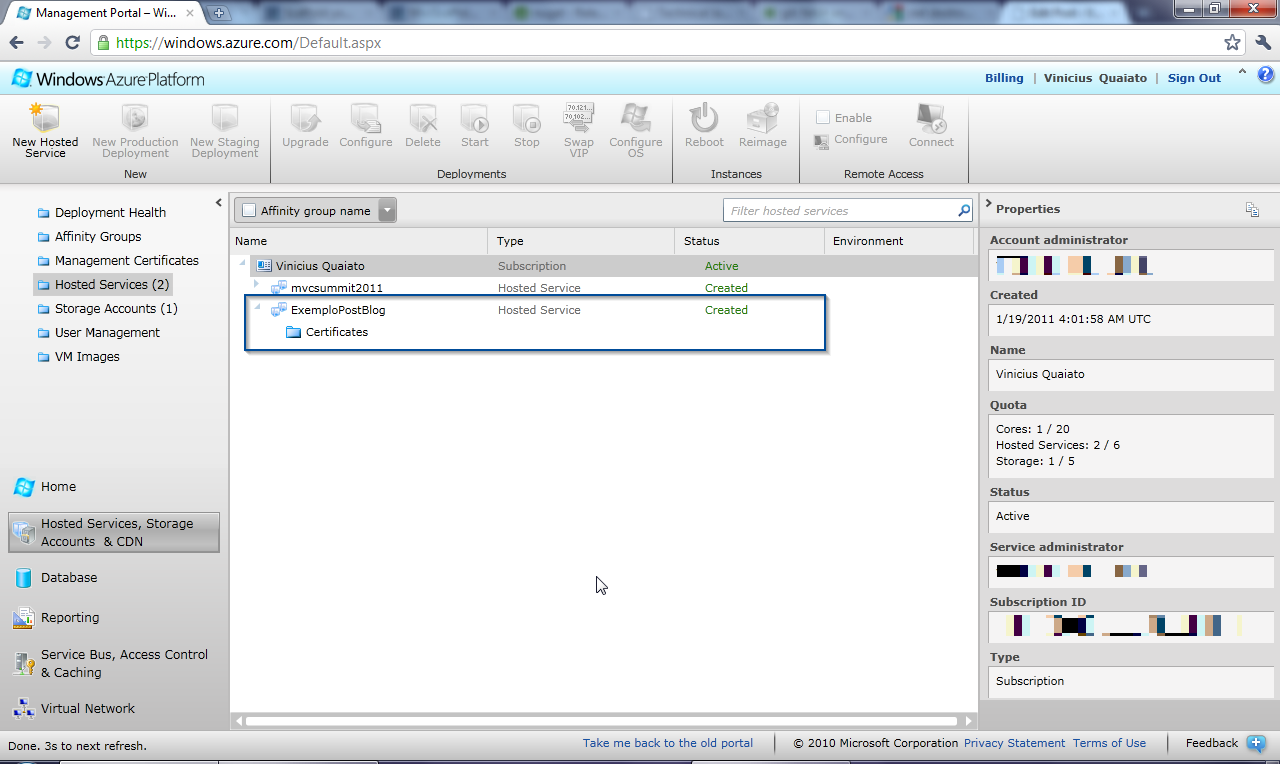 Management Portal – Wi...
https://windows.azure.com/Default.aspx
Windows Azure Platform
Billing | Vinicius Quaiato | Sign Out
New Hosted Service
New Production Deployment
New Staging Deployment
New
Upgrade
Configure
Delete
Start
Stop
70.121...
70.102...
Swap VIP
Configure OS
Deployments
Reboot
Reimage
Instances
Enable
Configure
Connect
Remote Access
Deployment Health
Affinity Groups
Management Certificates
Hosted Services (2)
Storage Accounts (1)
User Management
VM Images
Home
Hosted Services, Storage
Accounts & CDN
Database
Reporting
Service Bus, Access Control
& Caching
Virtual Network
Affinity group name
Filter hosted services
Name Type Status Environment
Vinicius Quaiato Subscription Active
mvcsummit2011 Hosted Service Created
ExemploPostBlog Hosted Service Created
Certificates
Properties
Account administrator
Created
1/19/2011 4:01:58 AM UTC
Name
Vinicius Quaiato
Quota
Cores: 1 / 20
Hosted Services: 2 / 6
Storage: 1 / 5
Status
Active
Service administrator
Subscription ID
Type
Subscription
Done. 3s to next refresh.
Take me back to the old portal
© 2010 Microsoft Corporation Privacy Statement Terms of Use
Feedback